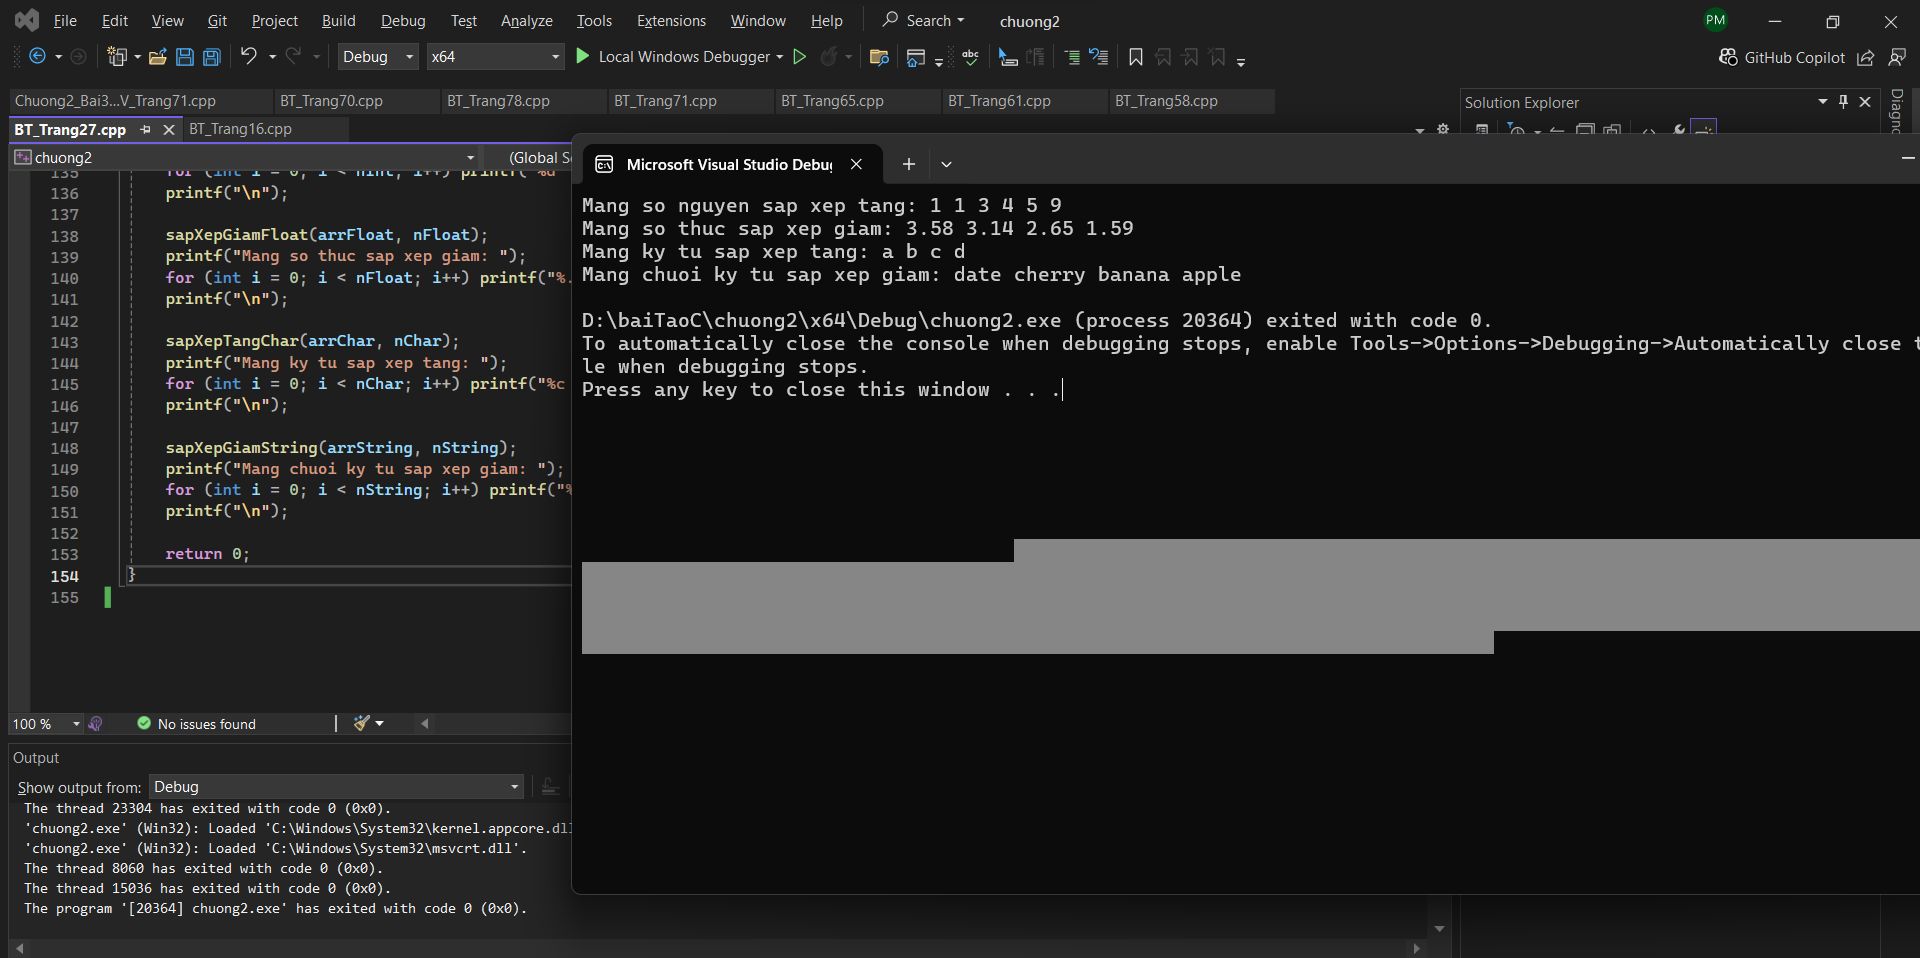 File Edit View Git Project Build Debug Test Analyze Tools Extensions Window Help Search chuong2 PM
Debug x64 Local Windows Debugger abc GitHub Copilot
Chuong2_Bai3...V_Trang71.cpp BT_Trang70.cpp BT_Trang78.cpp BT_Trang71.cpp BT_Trang65.cpp BT_Trang61.cpp BT_Trang58.cpp
BT_Trang27.cpp BT_Trang16.cpp
Solution Explorer
chuong2 (Global S
135 for (int i = 0; i < nInt; i++) printf("%d
136 printf("\n");
137
138 sapXepGiamFloat(arrFloat, nFloat);
139 printf("Mang so thuc sap xep giam: ");
140 for (int i = 0; i < nFloat; i++) printf("%.
141 printf("\n");
142
143 sapXepTangChar(arrChar, nChar);
144 printf("Mang ky tu sap xep tang: ");
145 for (int i = 0; i < nChar; i++) printf("%c
146 printf("\n");
147
148 sapXepGiamString(arrString, nString);
149 printf("Mang chuoi ky tu sap xep giam: ");
150 for (int i = 0; i < nString; i++) printf("%
151 printf("\n");
152
153 return 0;
154 }
155
100 % No issues found
Output
Show output from: Debug
The thread 23304 has exited with code 0 (0x0).
'chuong2.exe' (Win32): Loaded 'C:\Windows\System32\kernel.appcore.dl
'chuong2.exe' (Win32): Loaded 'C:\Windows\System32\msvcrt.dll'.
The thread 8060 has exited with code 0 (0x0).
The thread 15036 has exited with code 0 (0x0).
The program '[20364] chuong2.exe' has exited with code 0 (0x0).
Microsoft Visual Studio Debu
Mang so nguyen sap xep tang: 1 1 3 4 5 9
Mang so thuc sap xep giam: 3.58 3.14 2.65 1.59
Mang ky tu sap xep tang: a b c d
Mang chuoi ky tu sap xep giam: date cherry banana apple
D:\baiTaoC\chuong2\x64\Debug\chuong2.exe (process 20364) exited with code 0.
To automatically close the console when debugging stops, enable Tools->Options->Debugging->Automatically close t
le when debugging stops.
Press any key to close this window . . .
Diagno